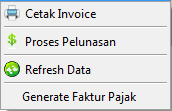 Cetak Invoice
Proses Pelunasan
Refresh Data
Generate Faktur Pajak